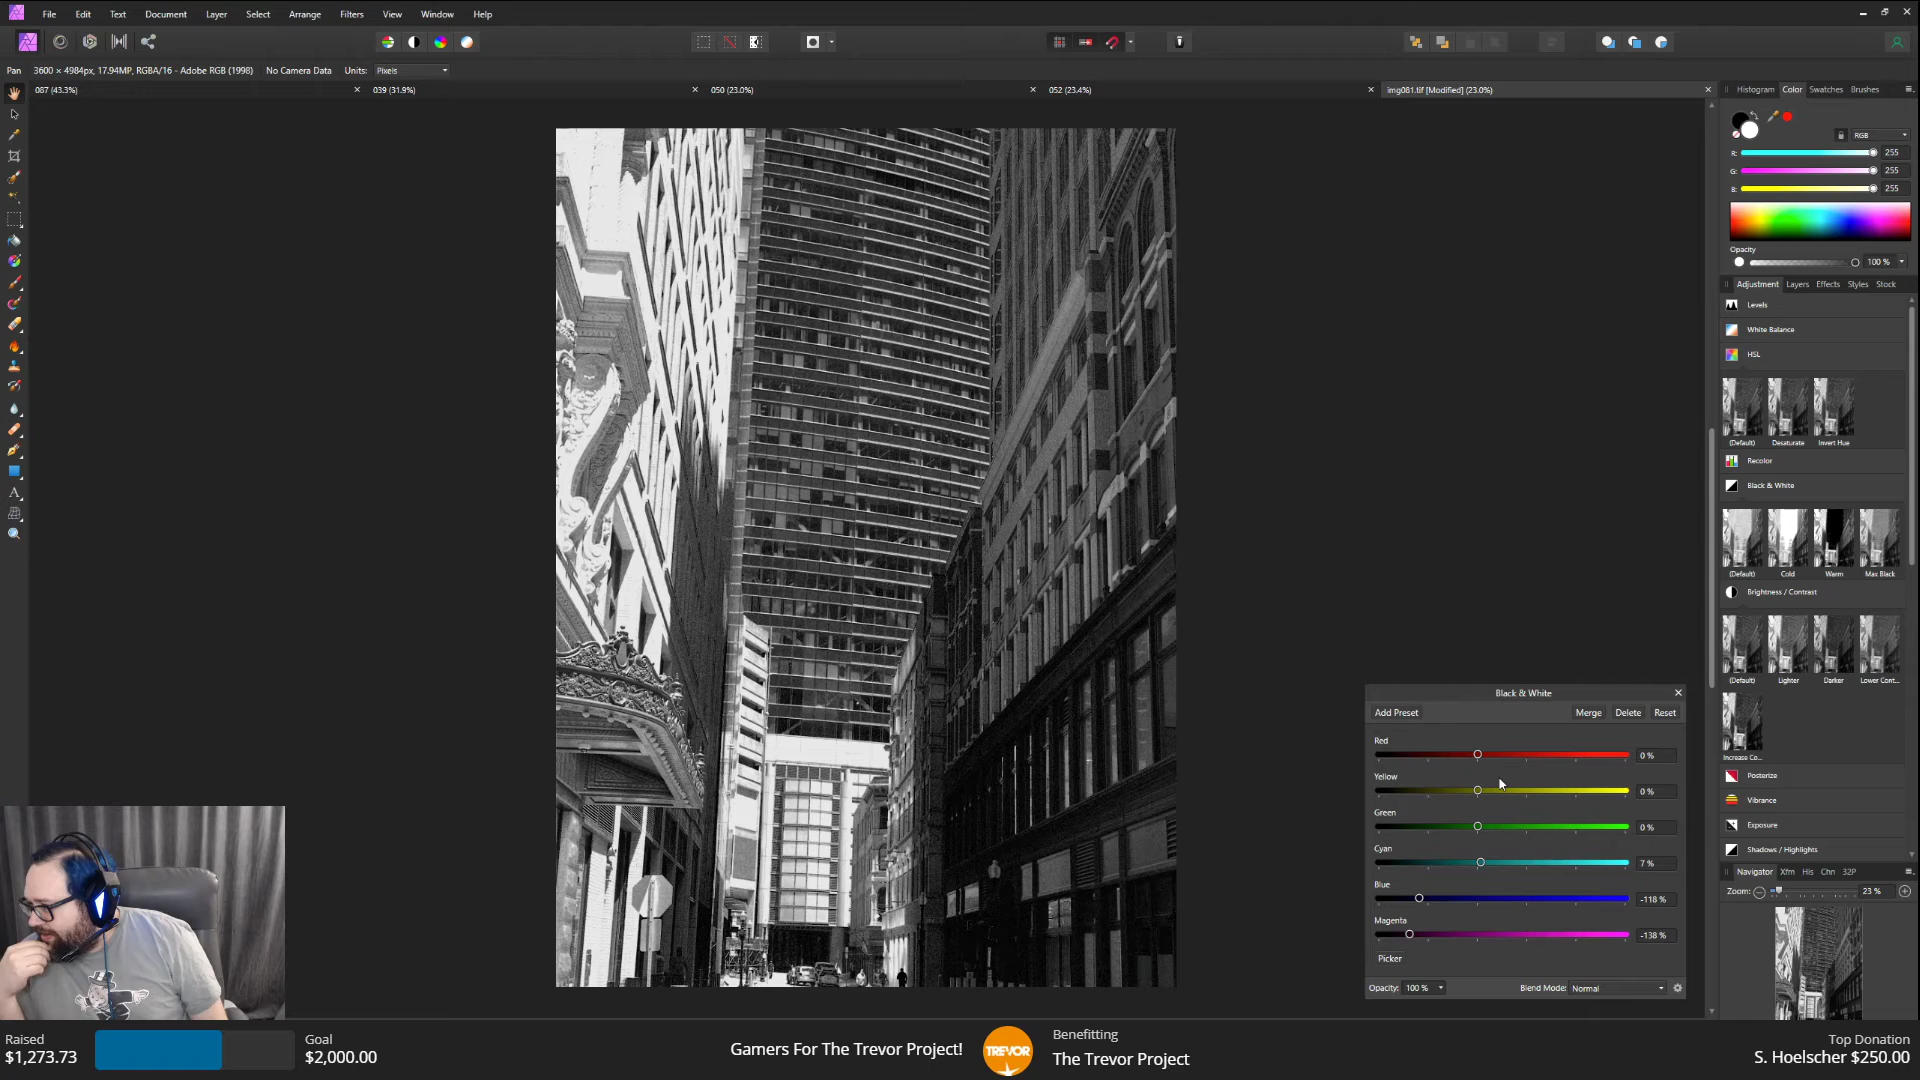 File Edit Text Document Layer Select Arrange Filters View Window Help
Pan 3600 × 4984px, 17.94MP, RGBA/16 - Adobe RGB (1998) No Camera Data Units: Pixels
087 (43.3%) 039 (31.9%) 050 (23.0%) 052 (23.4%) img081.tif [Modified] (23.0%)
Histogram Color Swatches Brushes
RGB
R: 255
G: 255
B: 255
Opacity
100 %
Adjustment Layers Effects Styles Stock
Levels
White Balance
HSL
(Default) Desaturate Invert Hue
Recolor
Black & White
(Default) Cold Warm Max Black
Brightness / Contrast
(Default) Lighter Darker Lower Cont...
Increase Co...
Posterize
Vibrance
Exposure
Shadows / Highlights
Navigator Xfm His Chn 32P
Zoom: 23 %
Black & White
Add Preset Merge Delete Reset
Red
0 %
Yellow
0 %
Green
0 %
Cyan
7 %
Blue
-118 %
Magenta
-138 %
Picker
Opacity: 100 % Blend Mode: Normal
Raised
$1,273.73
Goal
$2,000.00
Gamers For The Trevor Project!
TREVOR
Benefitting
The Trevor Project
Top Donation
S. Hoelscher $250.00